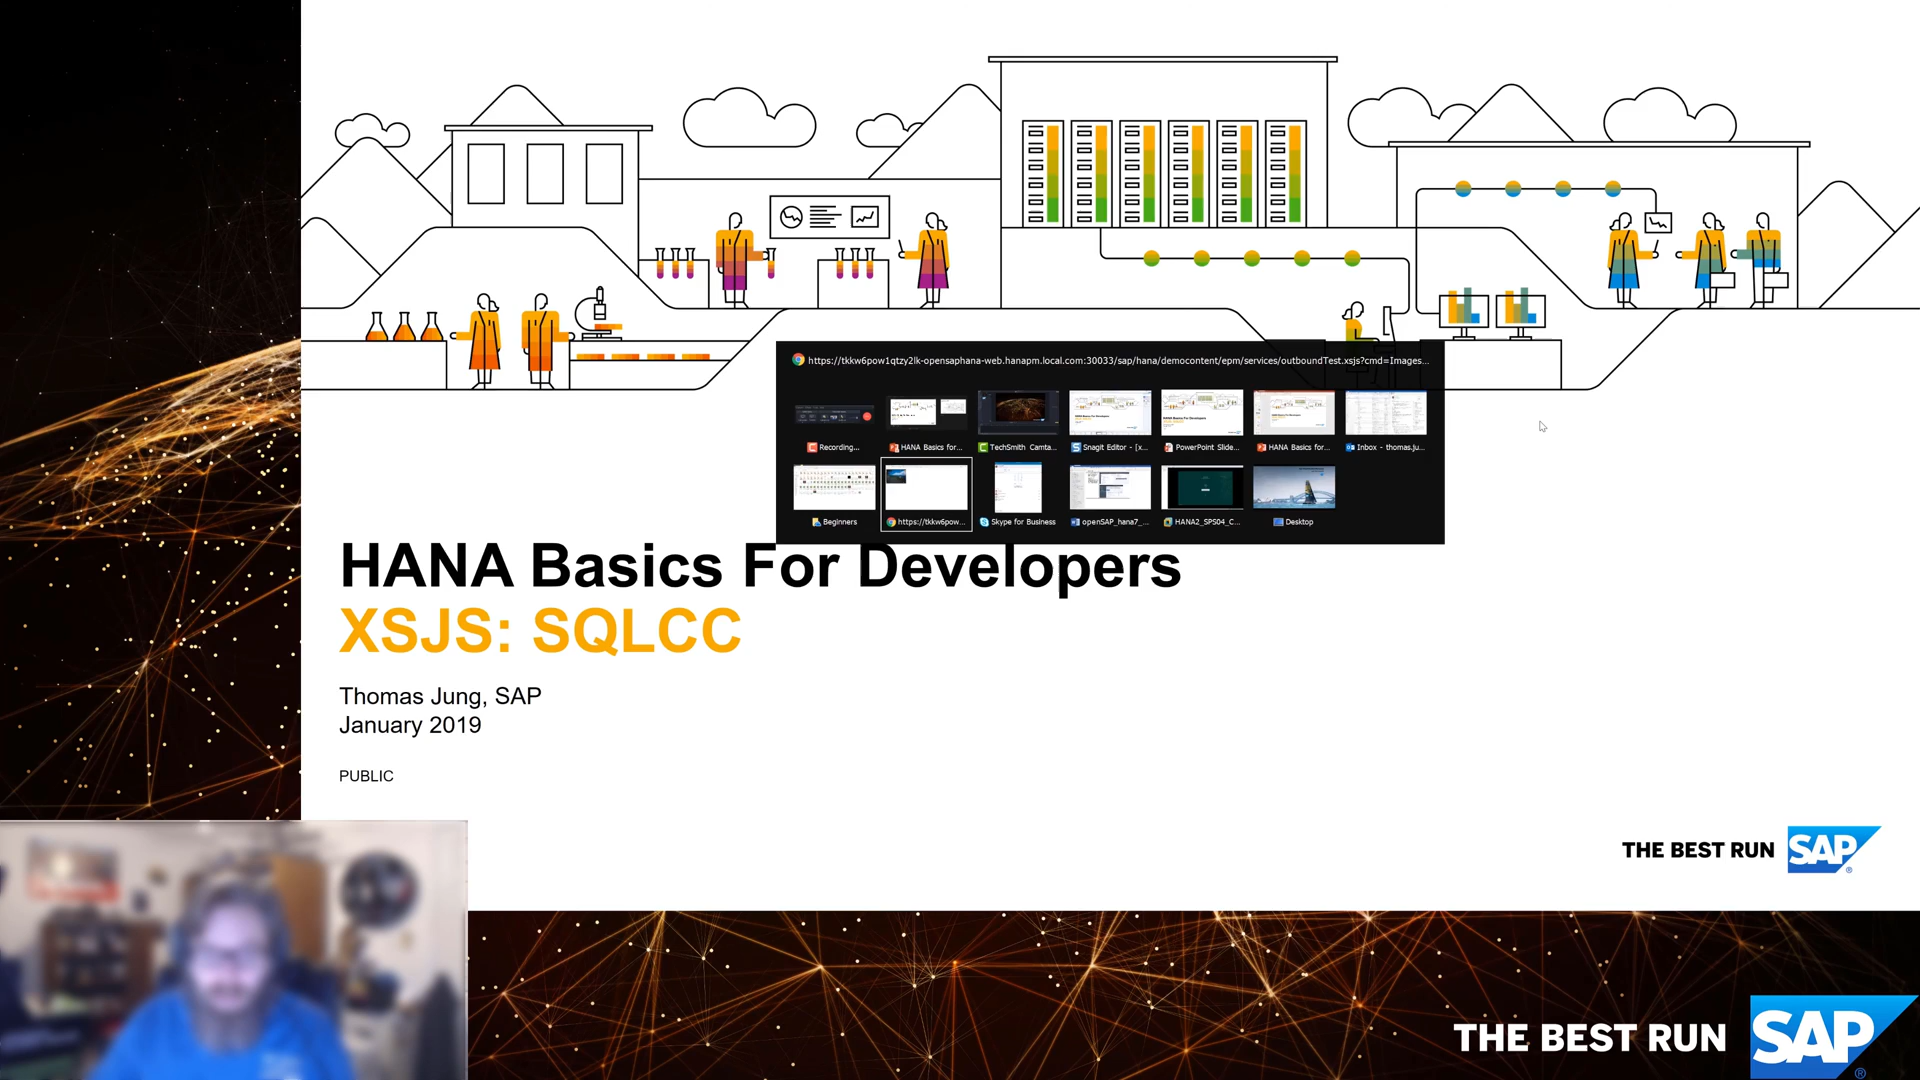 https://tkkw6pow1qtzy2lk-opensaphana-web.hanapm.local.com:30033/sap/hana/democontent/epm/services/outboundTest.xsjs?cmd=Images...
Recording...
HANA Basics for...
TechSmith Camta...
Snagit Editor - [x...
PowerPoint Slide...
HANA Basics for...
Inbox - thomas.ju...
Beginners
https://tkkw6pow...
Skype for Business
openSAP_hana7_...
HANA2_SPS04_C...
Desktop
HANA Basics For Developers
XSJS: SQLCC
Thomas Jung, SAP
January 2019
PUBLIC
THE BEST RUN SAP®
THE BEST RUN SAP®